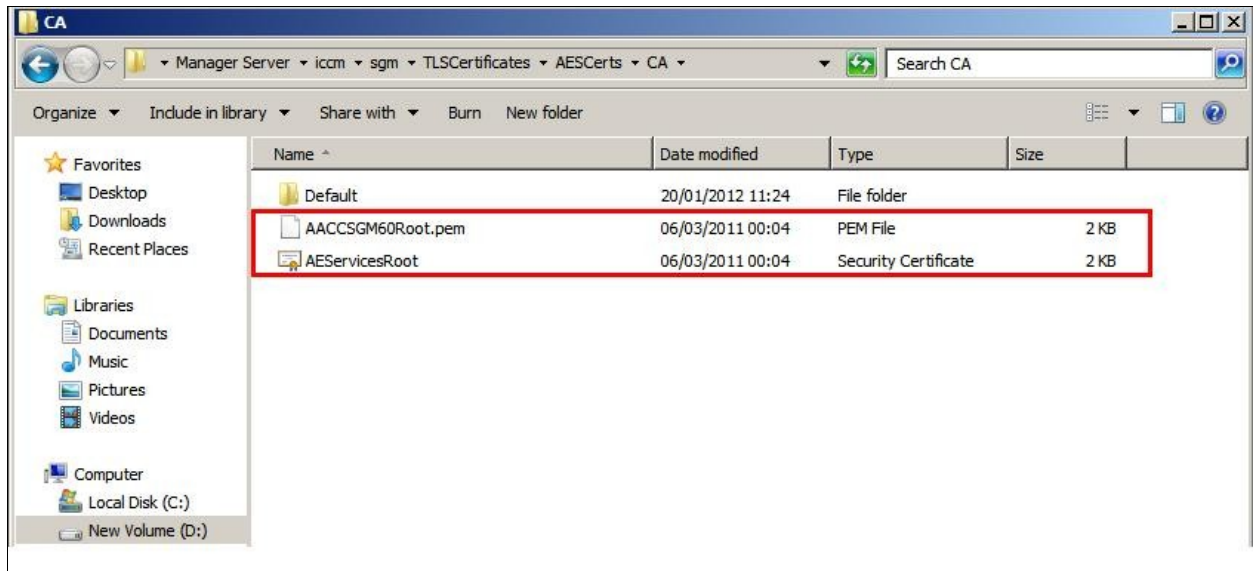 CA
Manager Server iccm sgm TLSCertificates AESCerts CA Search CA
Organize Include in library Share with Burn New folder
Favorites
Desktop
Downloads
Recent Places
Libraries
Documents
Music
Pictures
Videos
Computer
Local Disk (C:)
New Volume (D:)
Name Date modified Type Size
Default 20/01/2012 11:24 File folder
AACCSGM60Root.pem 06/03/2011 00:04 PEM File 2 KB
AEServicesRoot 06/03/2011 00:04 Security Certificate 2 KB